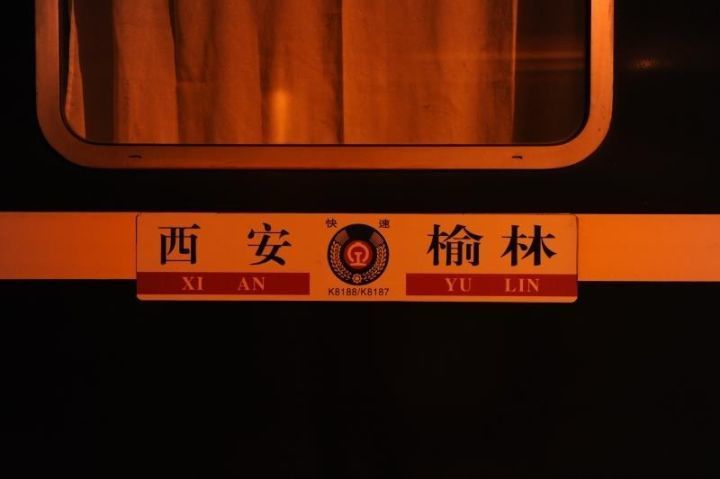 西 安 快 速 榆 林
XI AN K8188/K8187 YU LIN